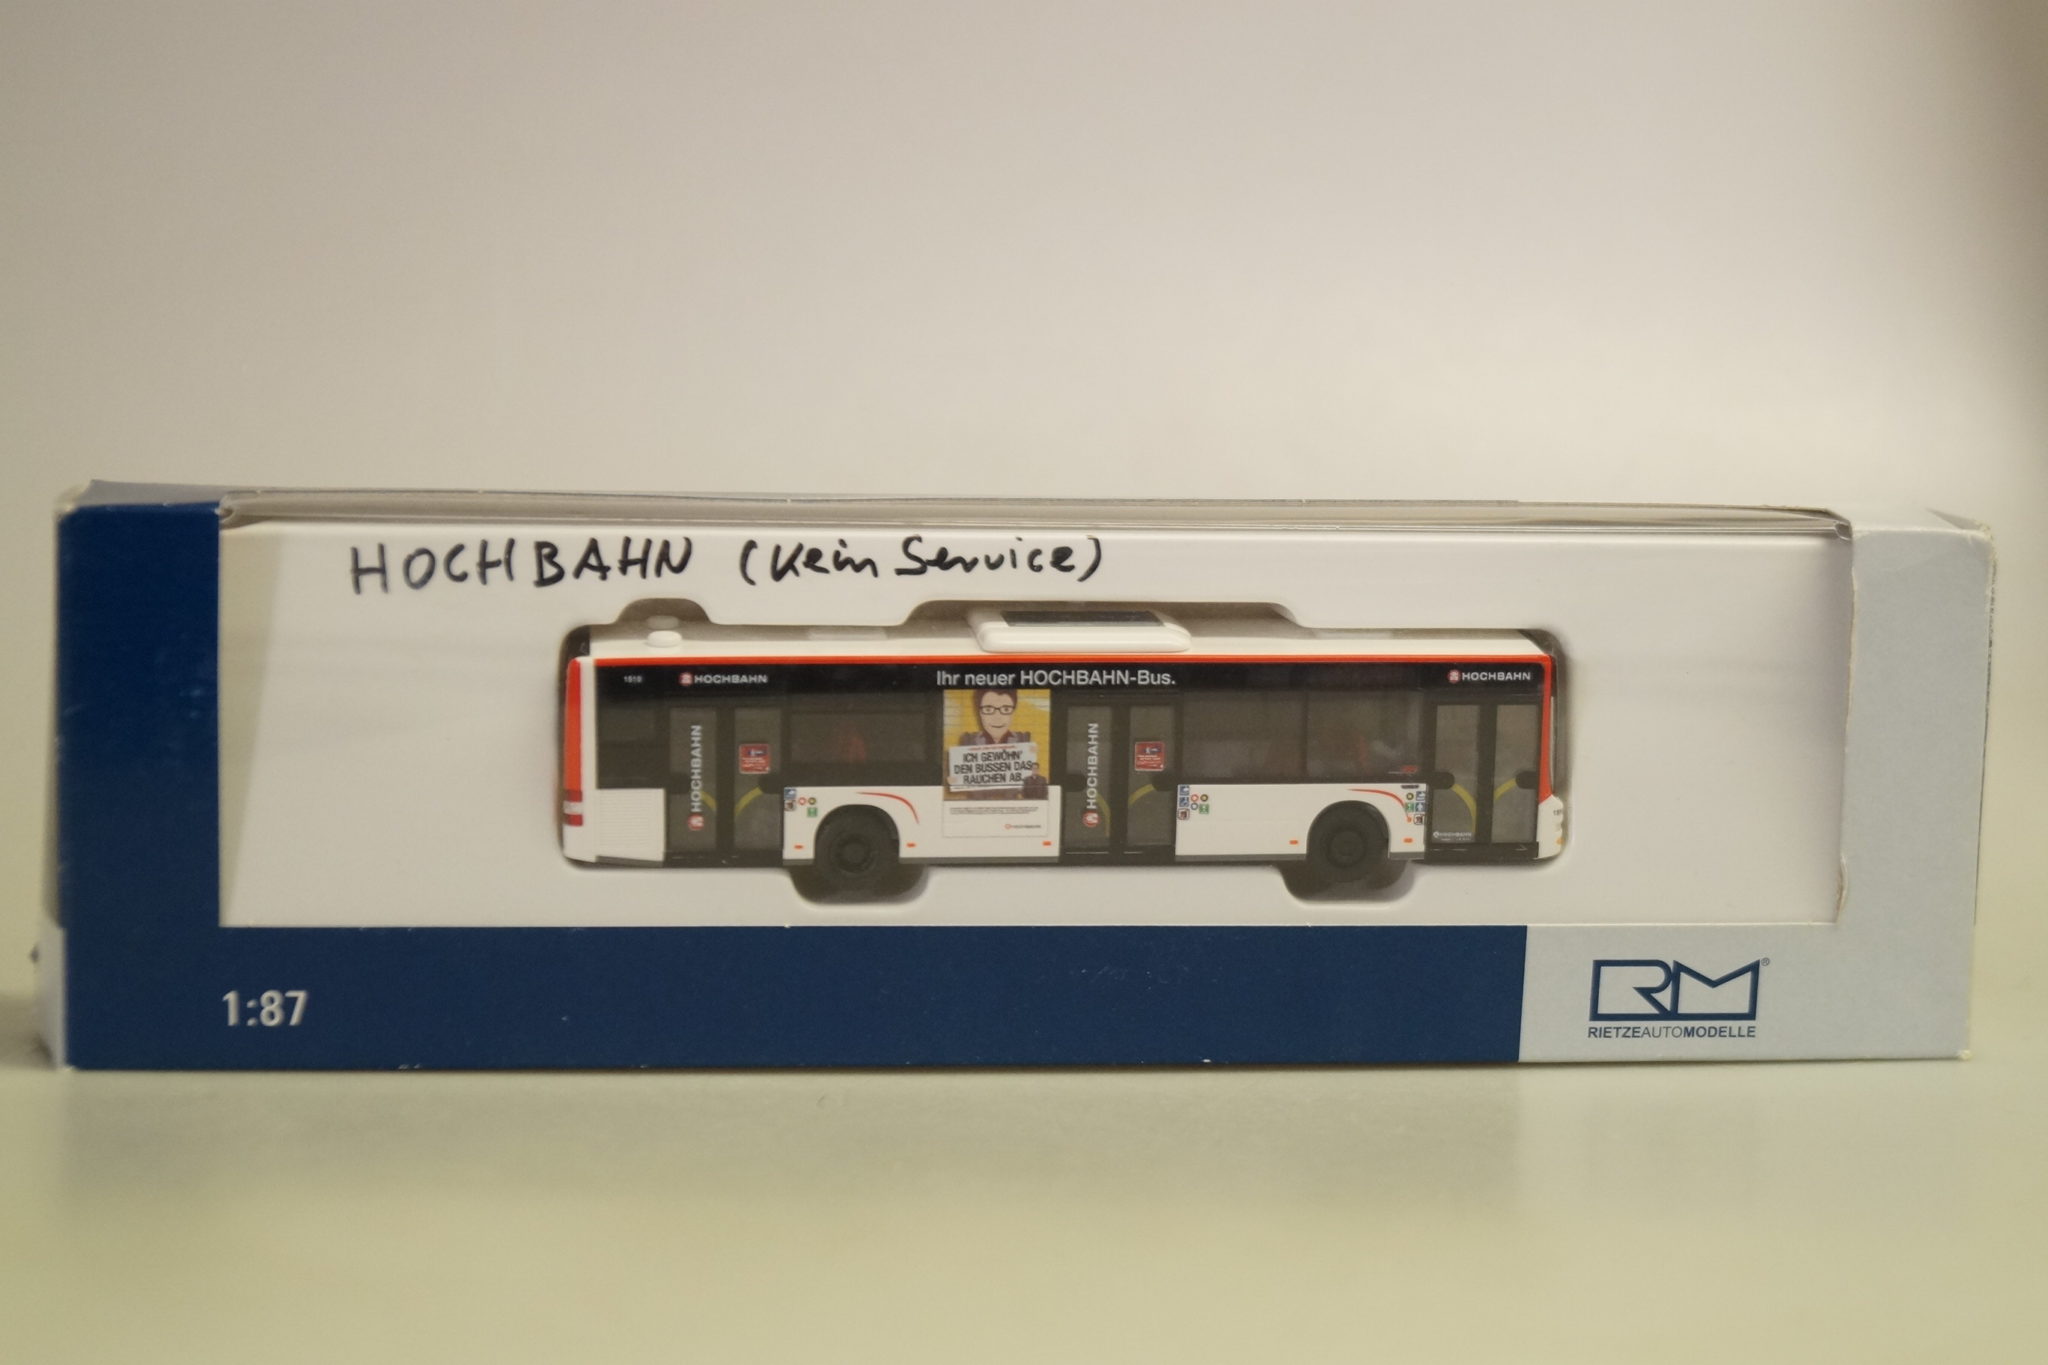 HOCHBAHN (Kein Service)
HOCHBAHN
Ihr neuer HOCHBAHN-Bus.
HOCHBAHN
HOCHBAHN
ICH GEWÖHN'
DEN BUSSEN DAS
RAUCHEN AB.
HOCHBAHN
1:87
RM®
RIETZEAUTOMODELLE